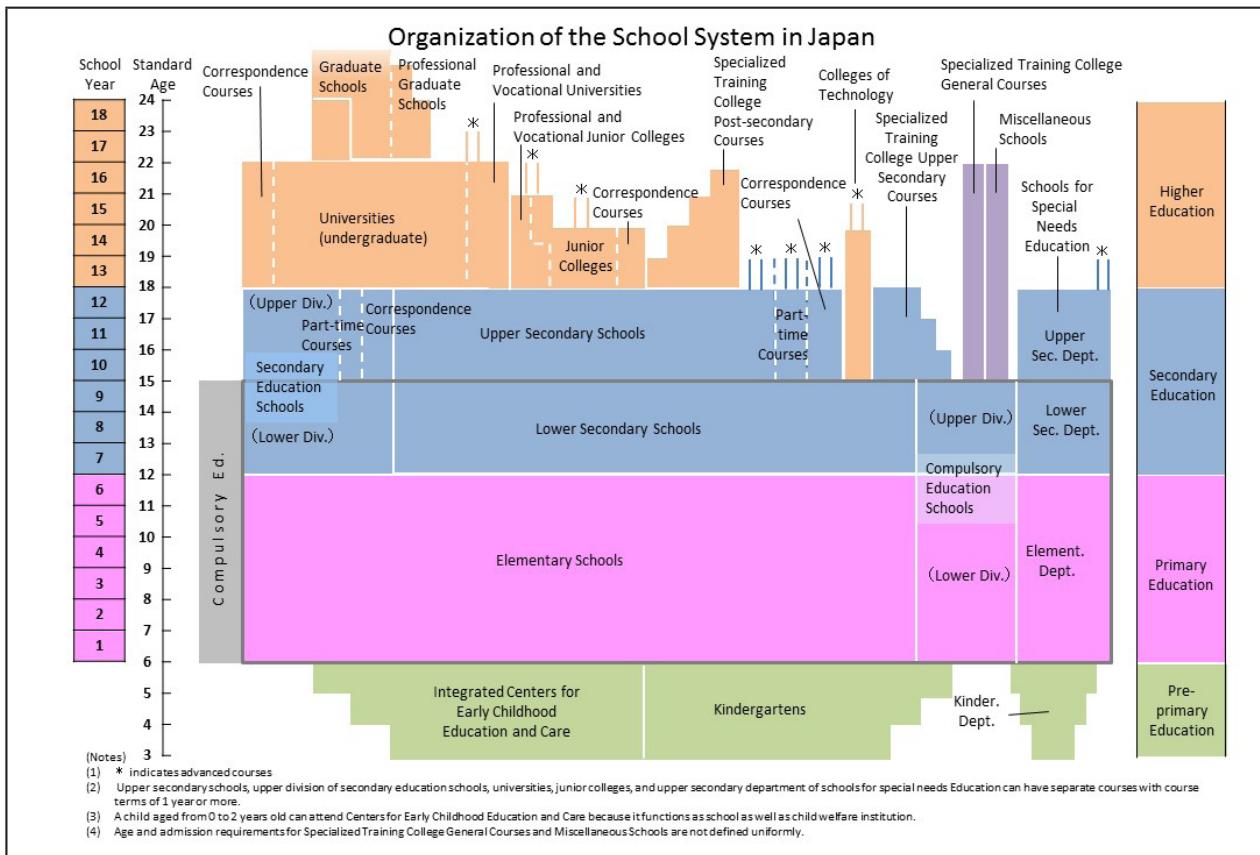 Organization of the School System in Japan
School
Year
Standard
Age
Correspondence
Courses
Graduate
Schools
Professional
Graduate
Schools
Professional and
Vocational Universities
Professional and
Vocational Junior Colleges
Correspondence
Courses
Specialized
Training
College
Post-secondary
Courses
Correspondence
Courses
Colleges of
Technology
Specialized
Training
College Upper
Secondary
Courses
Specialized Training College
General Courses
Miscellaneous
Schools
Schools for
Special
Needs
Education
*
*
*
*
*
*
*
*
18
17
16
15
14
13
12
11
10
9
8
7
6
5
4
3
2
1
24
23
22
21
20
19
18
17
16
15
14
13
12
11
10
9
8
7
6
5
4
3
Universities
(undergraduate)
Junior
Colleges
Higher
Education
(Upper Div.)
Part-time
Courses
Correspondence
Courses
Upper Secondary Schools
Part-
time
Courses
Upper
Sec. Dept.
Secondary
Education
Schools
Secondary
Education
(Lower Div.)
Lower Secondary Schools
(Upper Div.)
Lower
Sec. Dept.
Compulsory Ed.
Compulsory
Education
Schools
Elementary Schools
(Lower Div.)
Element.
Dept.
Primary
Education
Integrated Centers for
Early Childhood
Education and Care
Kindergartens
Kinder.
Dept.
Pre-
primary
Education
(Notes)
(1) * indicates advanced courses
(2) Upper secondary schools, upper division of secondary education schools, universities, junior colleges, and upper secondary department of schools for special needs Education can have separate courses with course
terms of 1 year or more.
(3) A child aged from 0 to 2 years old can attend Centers for Early Childhood Education and Care because it functions as school as well as child welfare institution.
(4) Age and admission requirements for Specialized Training College General Courses and Miscellaneous Schools are not defined uniformly.